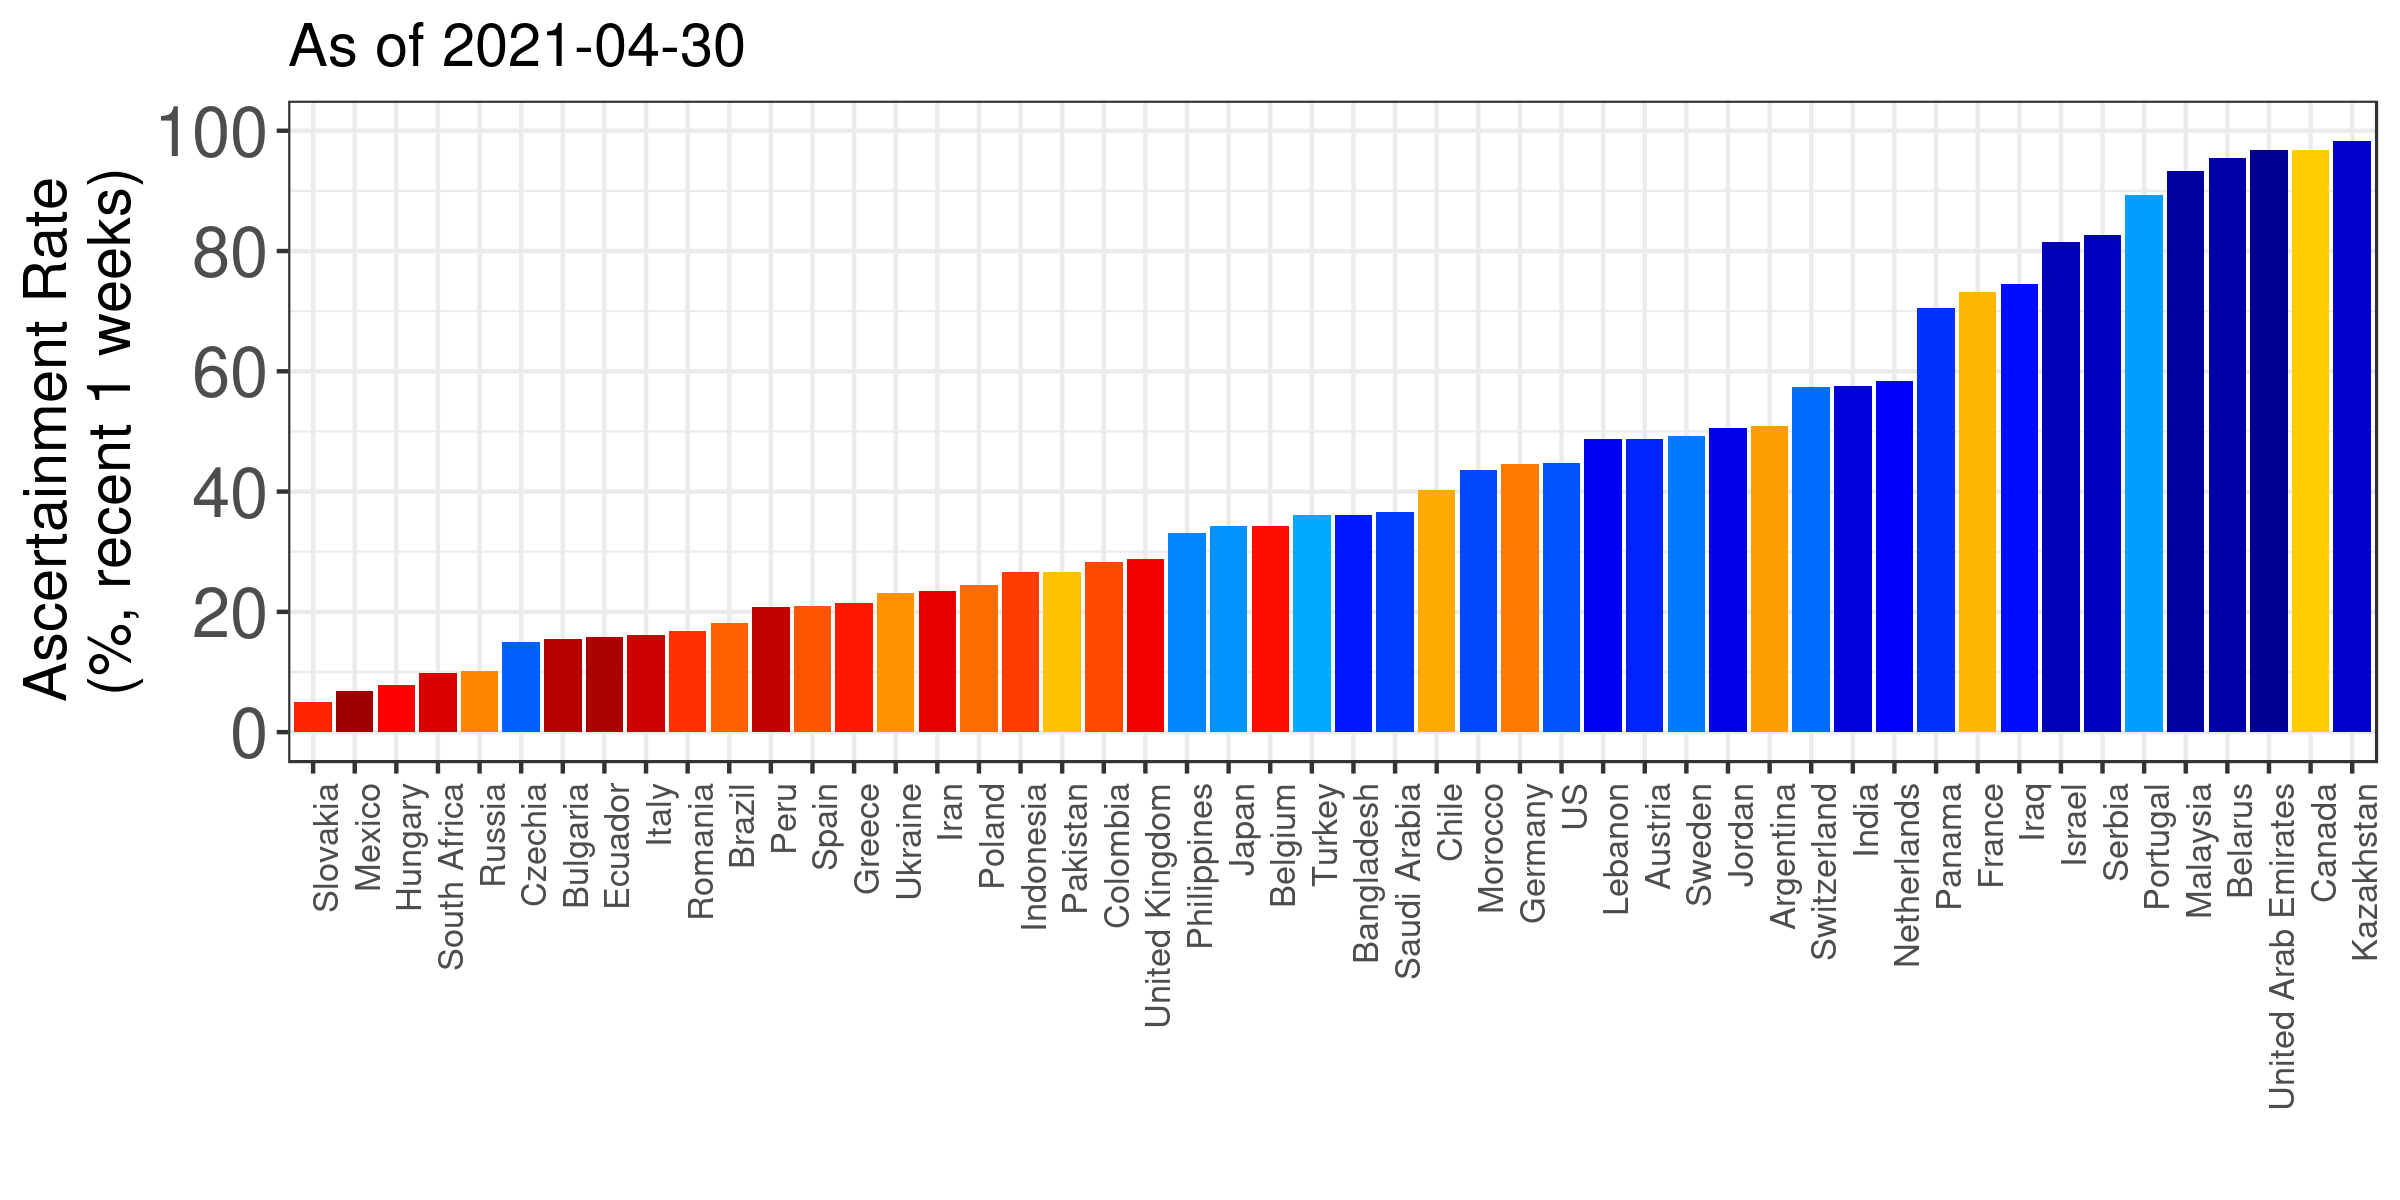 As of 2021-04-30
Ascertainment Rate
(%, recent 1 weeks)
100
80
60
40
20
0
Slovakia
Mexico
Hungary
South Africa
Russia
Czechia
Bulgaria
Ecuador
Italy
Romania
Brazil
Peru
Spain
Greece
Ukraine
Iran
Poland
Indonesia
Pakistan
Colombia
United Kingdom
Philippines
Japan
Belgium
Turkey
Bangladesh
Saudi Arabia
Chile
Morocco
Germany
US
Lebanon
Austria
Sweden
Jordan
Argentina
Switzerland
India
Netherlands
Panama
France
Iraq
Israel
Serbia
Portugal
Malaysia
Belarus
United Arab Emirates
Canada
Kazakhstan